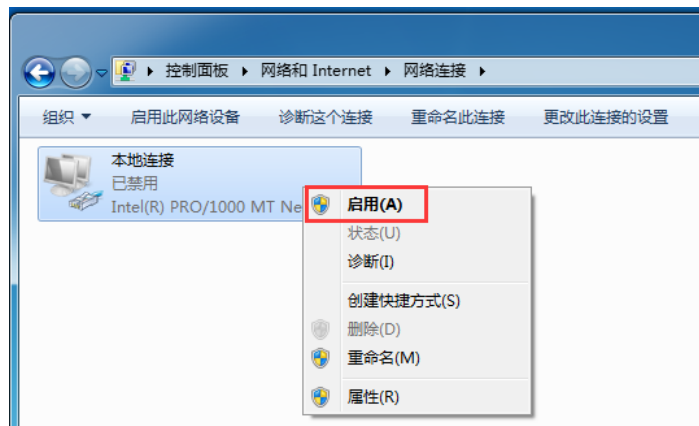 控制面板 网络和 Internet 网络连接
组织 启用此网络设备 诊断这个连接 重命名此连接 更改此连接的设置
本地连接
已禁用
Intel(R) PRO/1000 MT Ne
启用(A)
状态(U)
诊断(I)
创建快捷方式(S)
删除(D)
重命名(M)
属性(R)